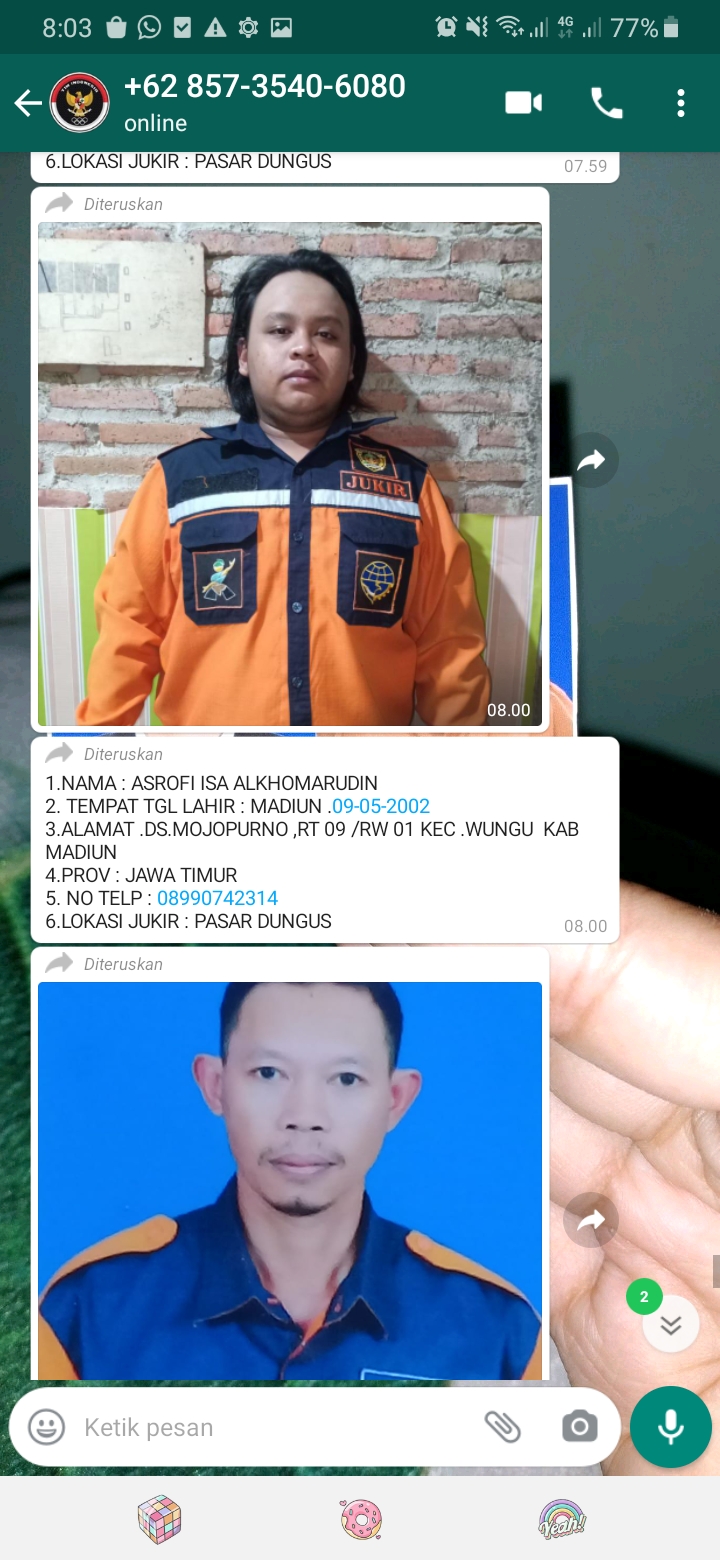 8:03
4G
77%
+62 857-3540-6080
online
6.LOKASI JUKIR : PASAR DUNGUS
07.59
Diteruskan
JUKIR
08.00
Diteruskan
1.NAMA : ASROFI ISA ALKHOMARUDIN
2. TEMPAT TGL LAHIR : MADIUN .09-05-2002
3.ALAMAT .DS.MOJOPURNO ,RT 09 /RW 01 KEC .WUNGU KAB
MADIUN
4.PROV : JAWA TIMUR
5. NO TELP : 08990742314
6.LOKASI JUKIR : PASAR DUNGUS
08.00
Diteruskan
2
Ketik pesan
Yeah!